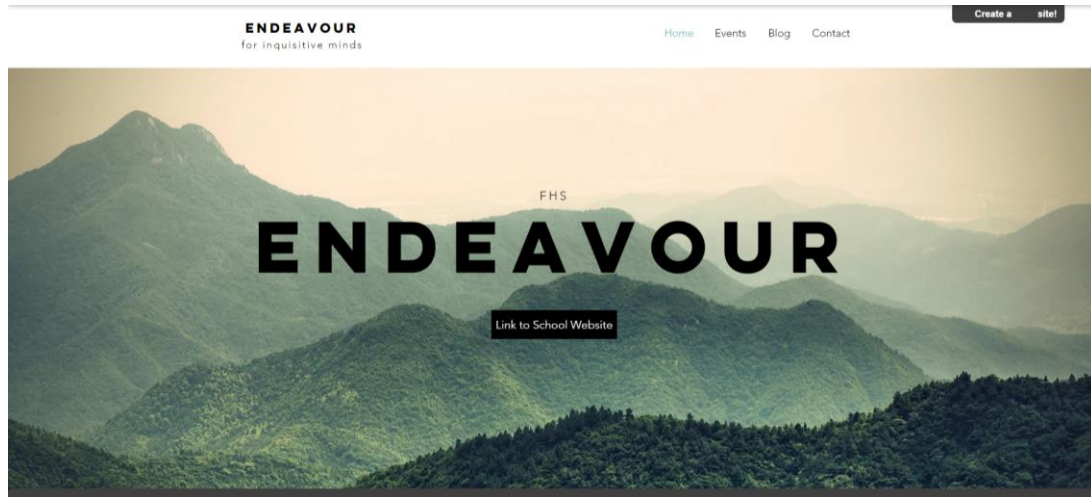 Create a site!
ENDEAVOUR
for inquisitive minds
Home Events Blog Contact
FHS
ENDEAVOUR
Link to School Website